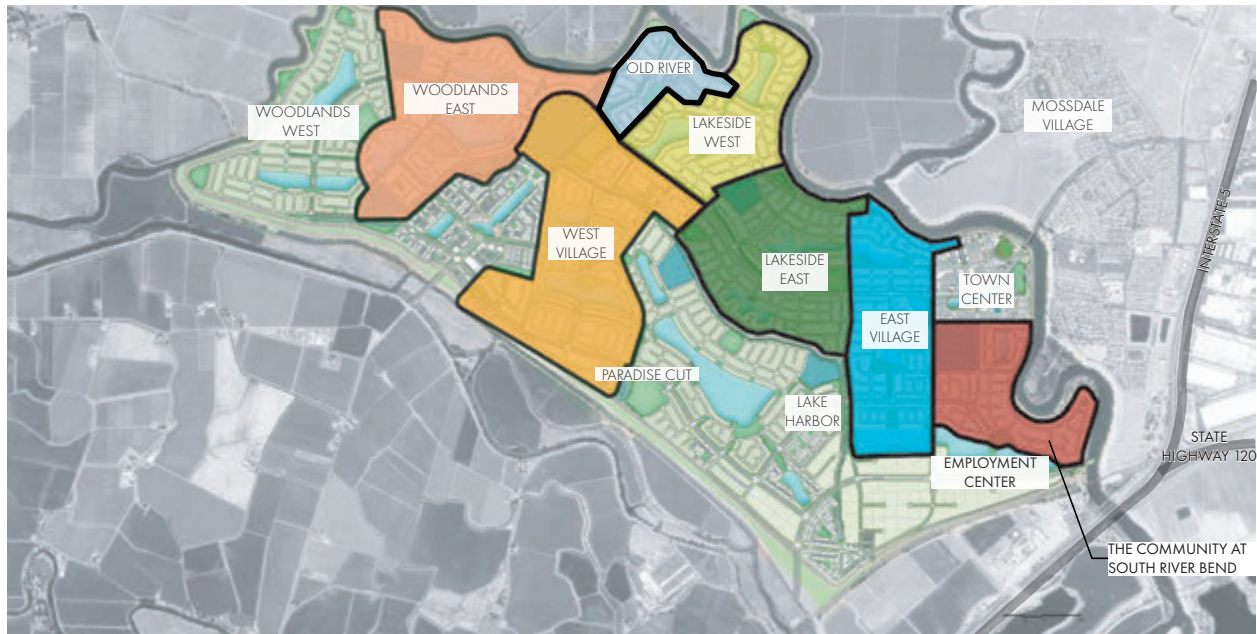 OLD RIVER
WOODLANDS
EAST
WOODLANDS
WEST
MOSSDALE
VILLAGE
LAKESIDE
WEST
INTERSTATE 5
WEST
VILLAGE
LAKESIDE
EAST
TOWN
CENTER
EAST
VILLAGE
PARADISE CUT
LAKE
HARBOR
STATE
HIGHWAY 120
EMPLOYMENT
CENTER
THE COMMUNITY AT
SOUTH RIVER BEND